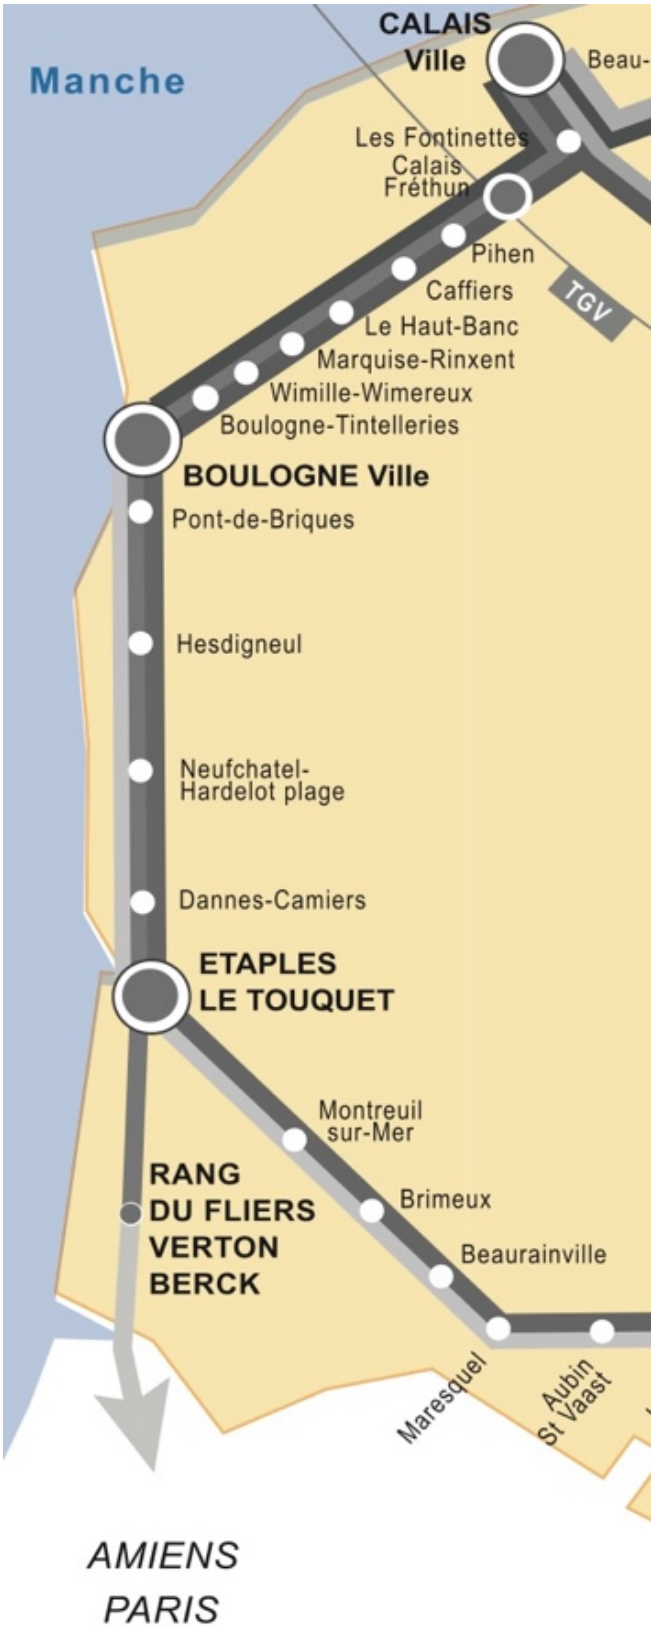 CALAIS
Ville
Manche
Beau-
Les Fontinettes
Calais
Fréthun
Pihen
TGV
Caffiers
Le Haut-Banc
Marquise-Rinxent
Wimille-Wimereux
Boulogne-Tintelleries
BOULOGNE Ville
Pont-de-Briques
Hesdigneul
Neufchatel-
Hardelot plage
Dannes-Camiers
ETAPLES
LE TOUQUET
Montreuil
sur-Mer
RANG
DU FLIERS
VERTON
BERCK
Brimeux
Beaurainville
Maresquel
Aubin
St Vaast
AMIENS
PARIS